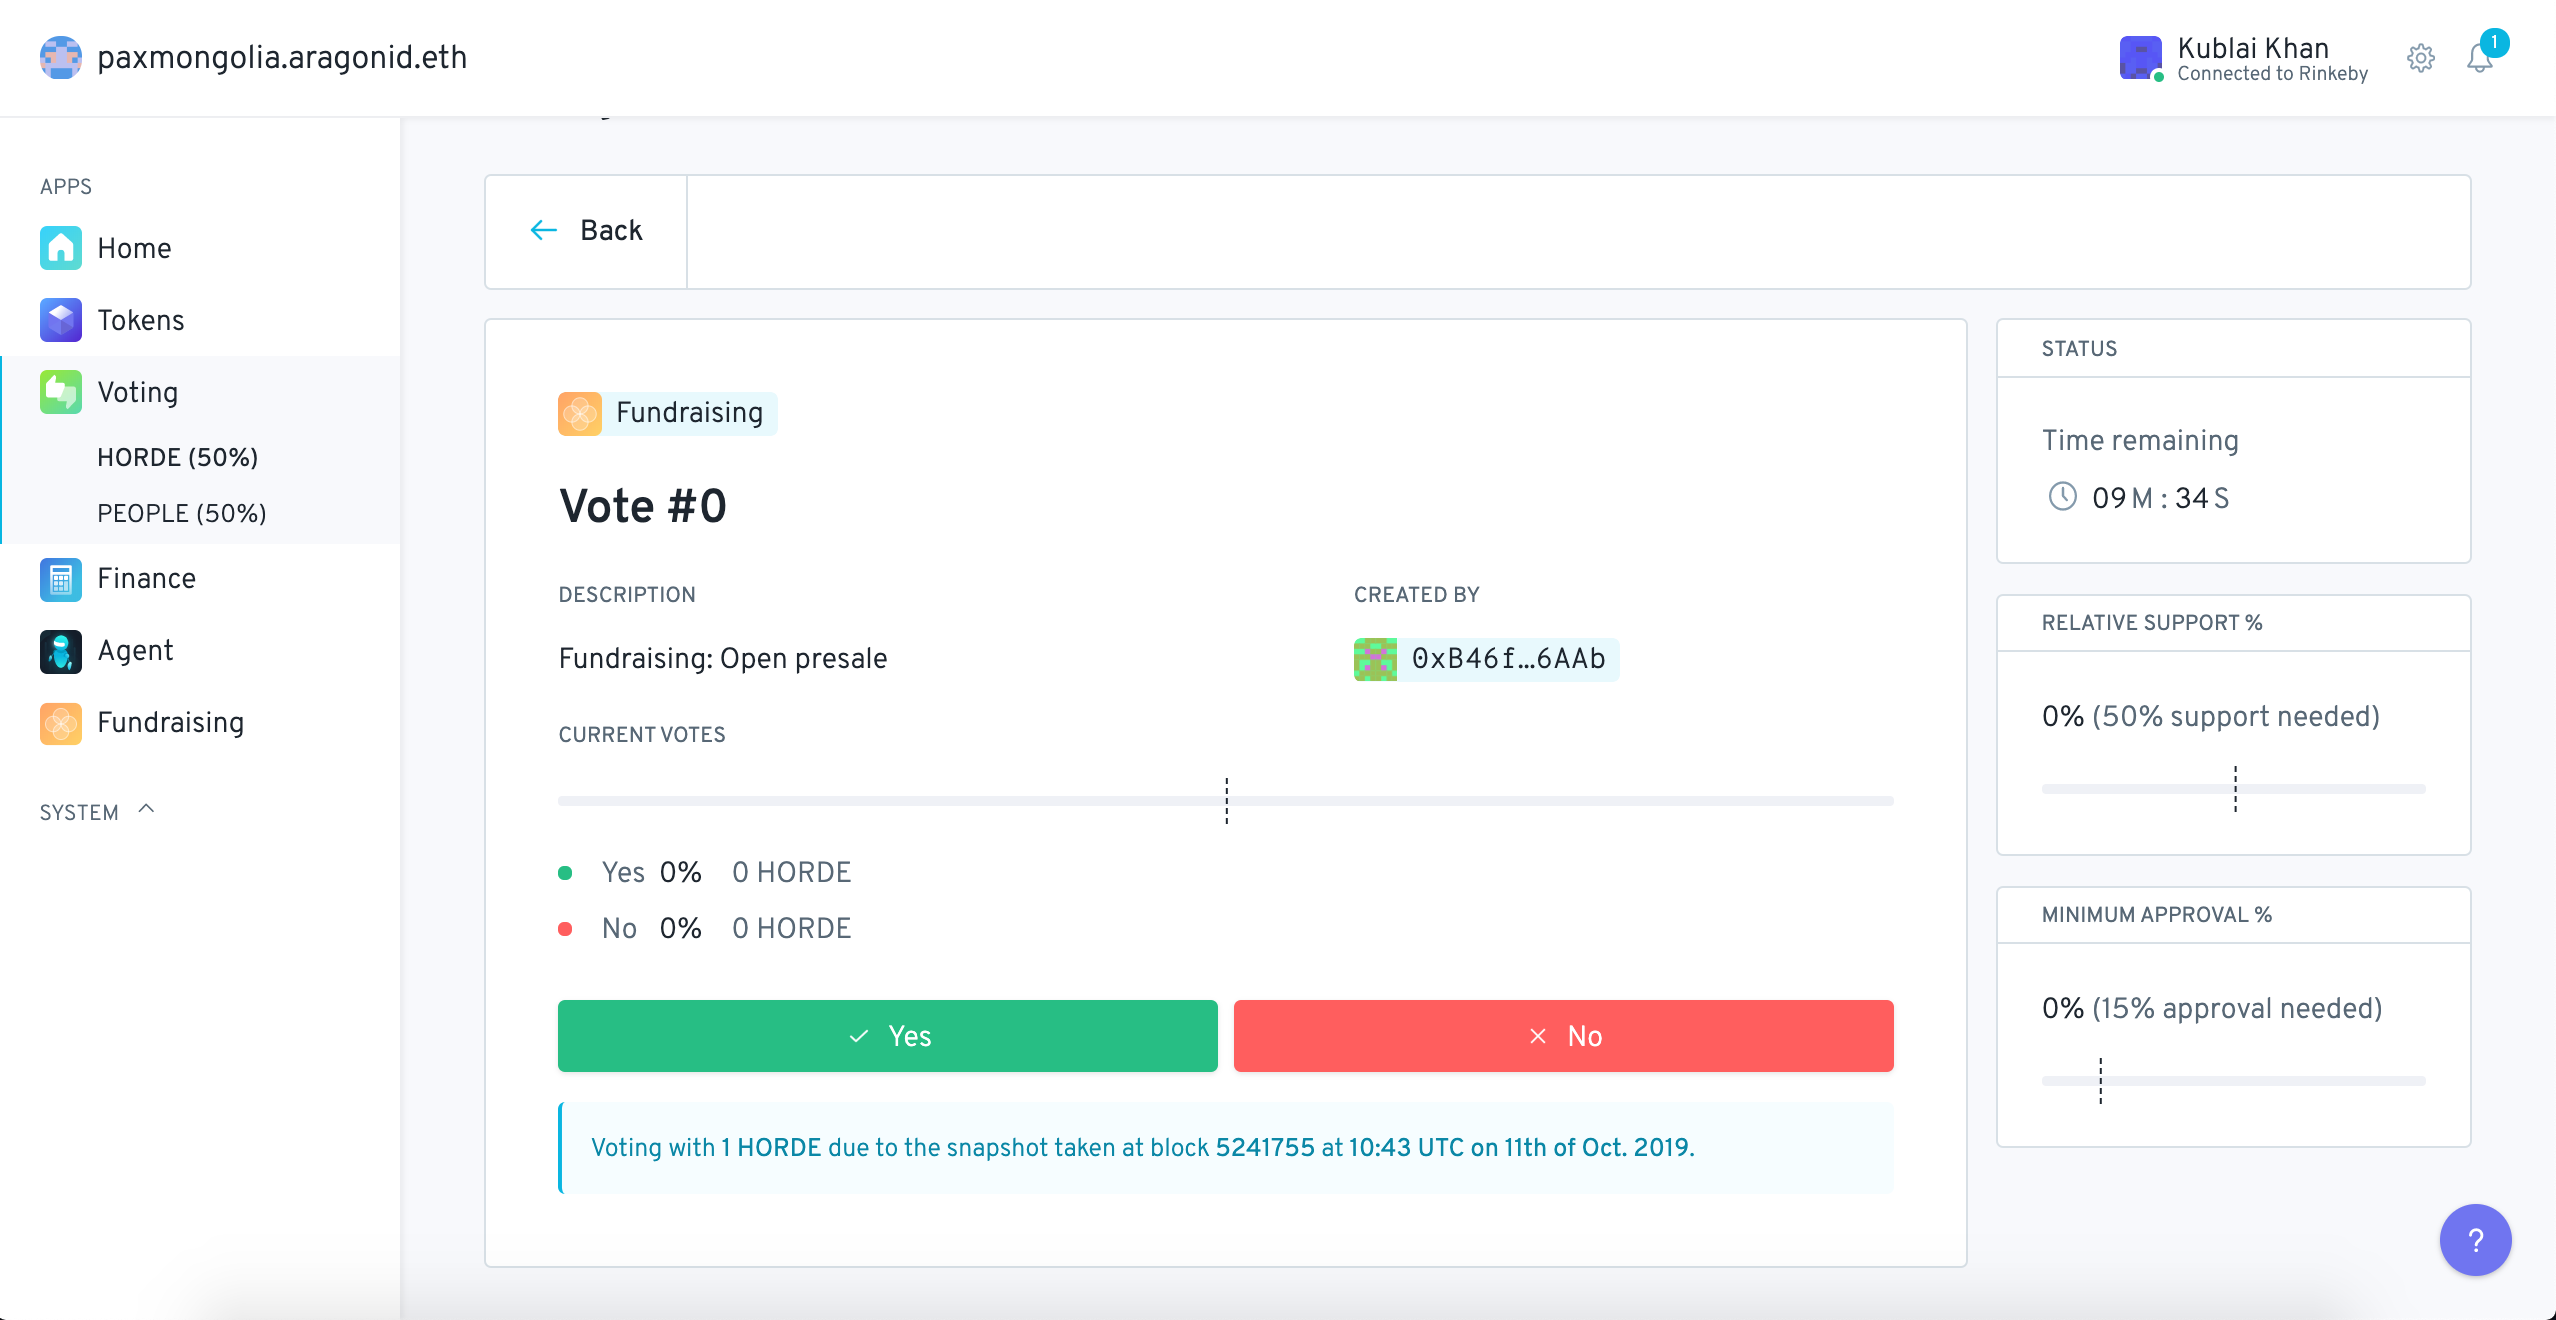 paxmongolia.aragonid.eth
Kublai Khan
Connected to Rinkeby
1
APPS
Home
Tokens
Voting
HORDE (50%)
PEOPLE (50%)
Finance
Agent
Fundraising
SYSTEM
Back
Fundraising
Vote #0
DESCRIPTION
Fundraising: Open presale
CREATED BY
0xB46f…6AAb
CURRENT VOTES
Yes 0% 0 HORDE
No 0% 0 HORDE
Yes
No
Voting with 1 HORDE due to the snapshot taken at block 5241755 at 10:43 UTC on 11th of Oct. 2019.
STATUS
Time remaining
09 M : 34 S
RELATIVE SUPPORT %
0% (50% support needed)
MINIMUM APPROVAL %
0% (15% approval needed)
?